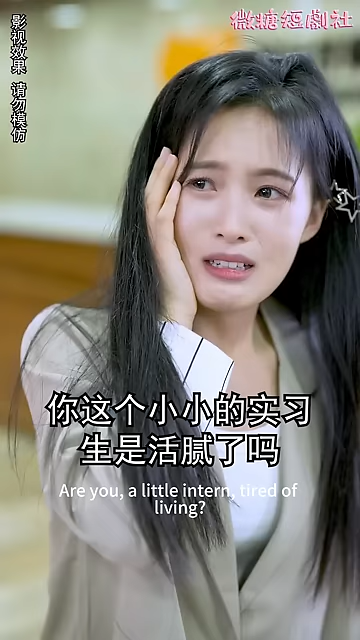 微糖短劇社
影视效果 请勿模仿
你这个小小的实习
生是活腻了吗
Are you, a little intern, tired of
living?